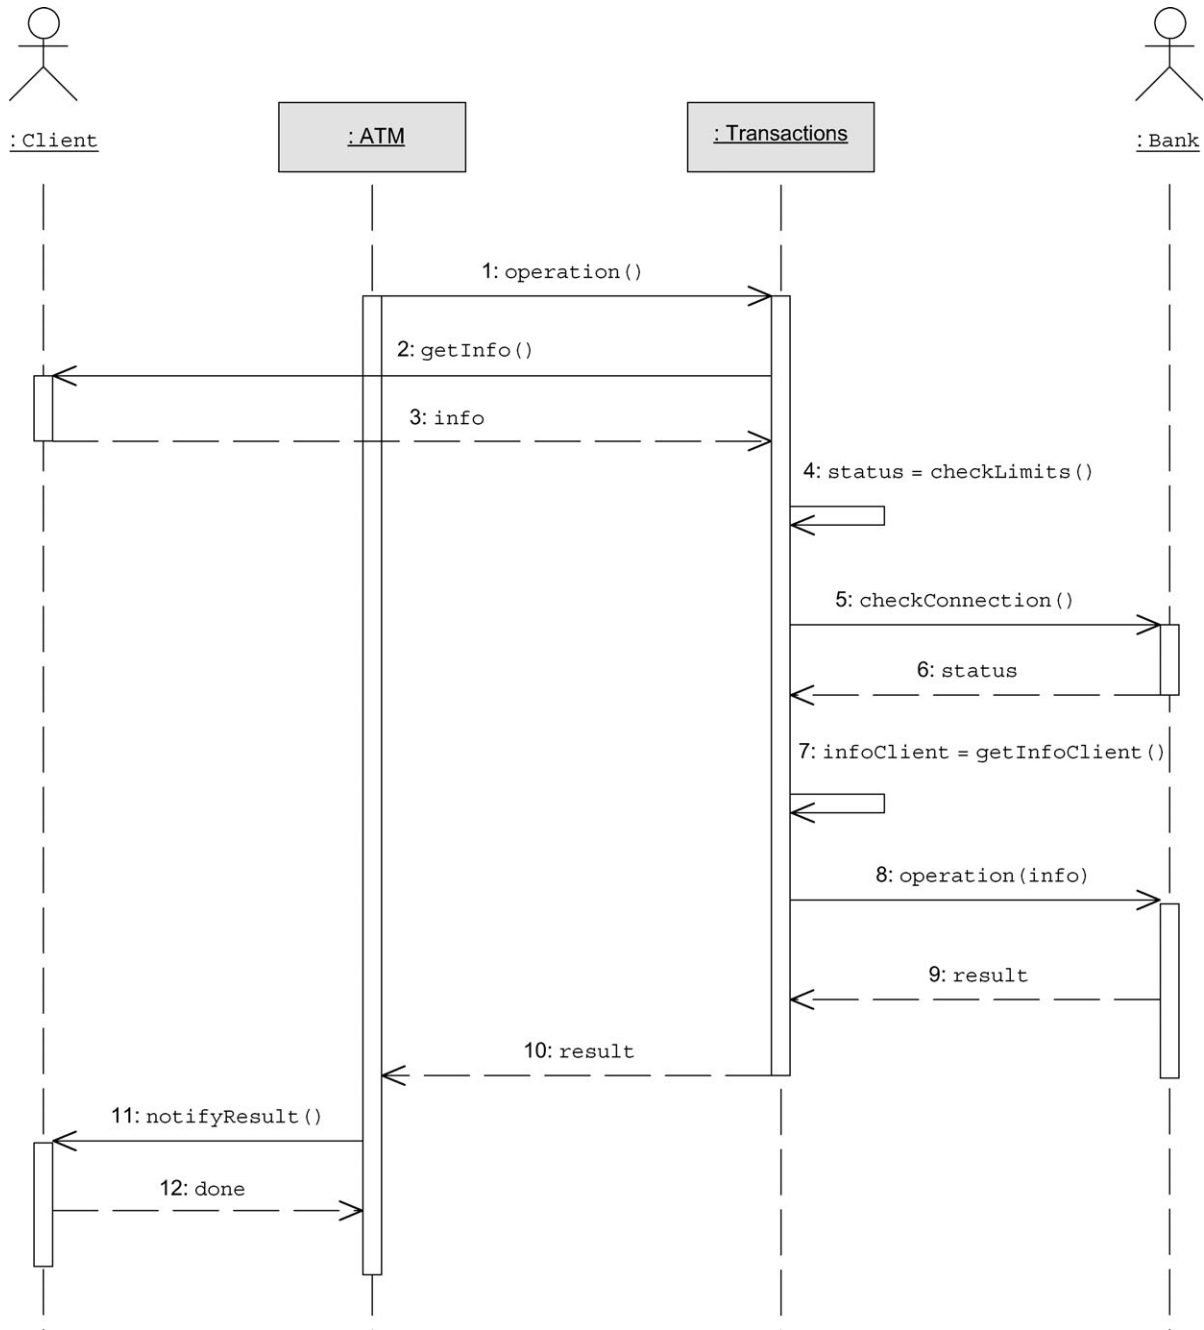 : Client
: ATM
: Transactions
: Bank
1: operation()
2: getInfo()
3: info
4: status = checkLimits()
5: checkConnection()
6: status
7: infoClient = getInfoClient()
8: operation(info)
9: result
10: result
11: notifyResult()
12: done